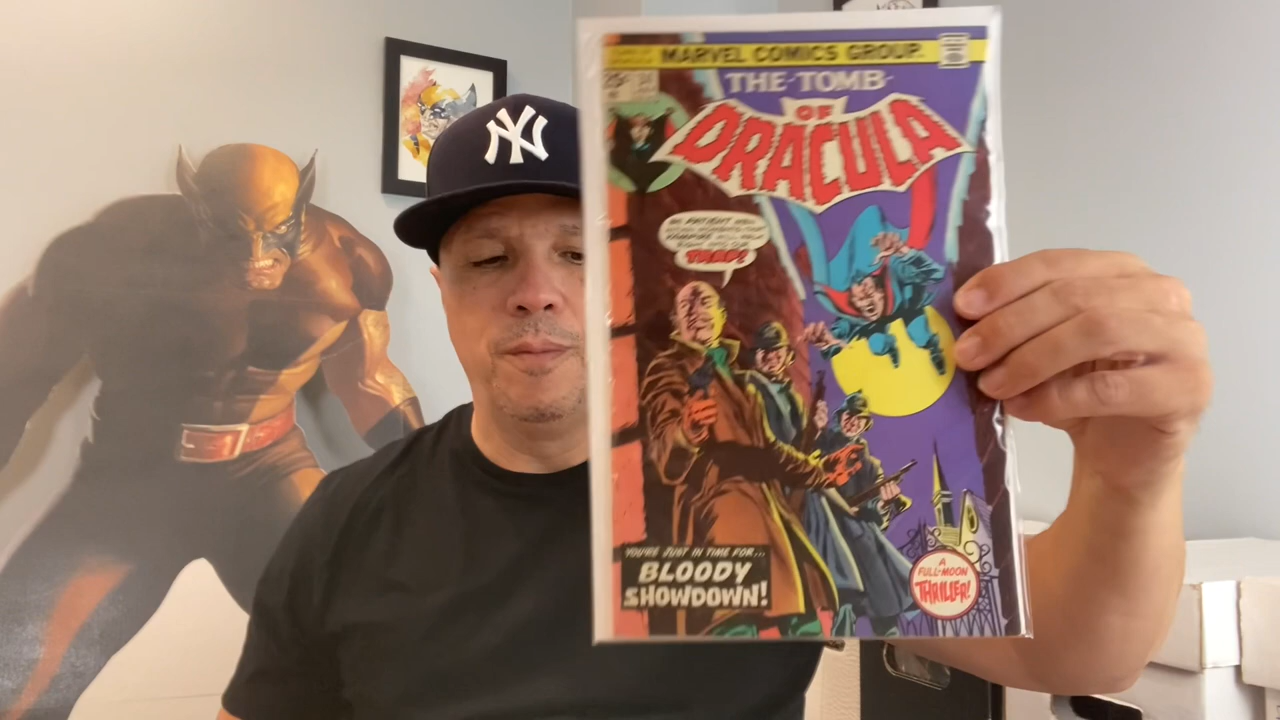 MARVEL COMICS GROUP
THE TOMB
OF
DRACULA
TRAP!
YOU'RE JUST IN TIME FOR...
BLOODY
SHOWDOWN!
A
FULL-MOON
THRILLER!
NY